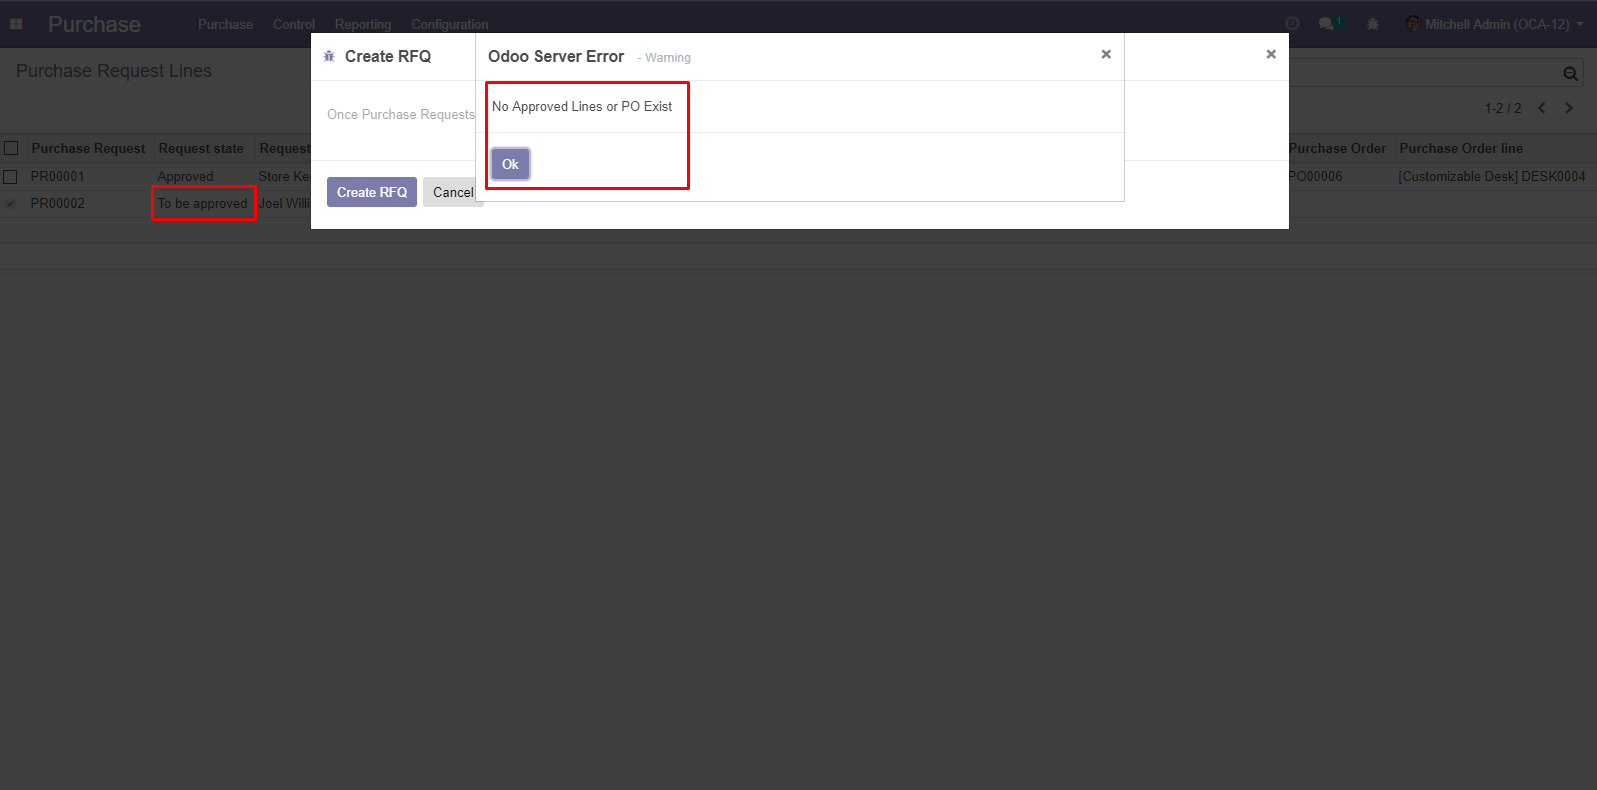 Purchase Purchase Control Reporting Configuration 1 Mitchell Admin (OCA-12)
Purchase Request Lines
Create RFQ
Odoo Server Error - Warning
No Approved Lines or PO Exist
Ok
Once Purchase Requests
Create RFQ Cancel
1-2 / 2
Purchase Request Request state Request Purchase Order Purchase Order line
PR00001 Approved Store Ke PO00006 [Customizable Desk] DESK0004
PR00002 To be approved Joel Willi